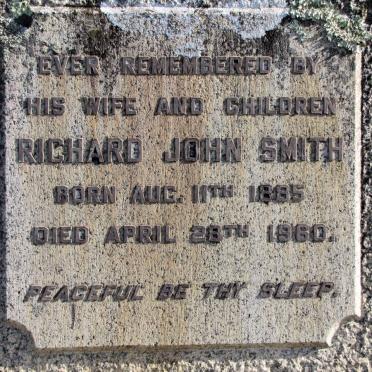 EVER REMEMBERED BY
HIS WIFE AND CHILDREN
RICHARD JOHN SMITH
BORN AUG. 11TH 1885
DIED APRIL 28TH 1960.
PEACEFUL BE THY SLEEP.